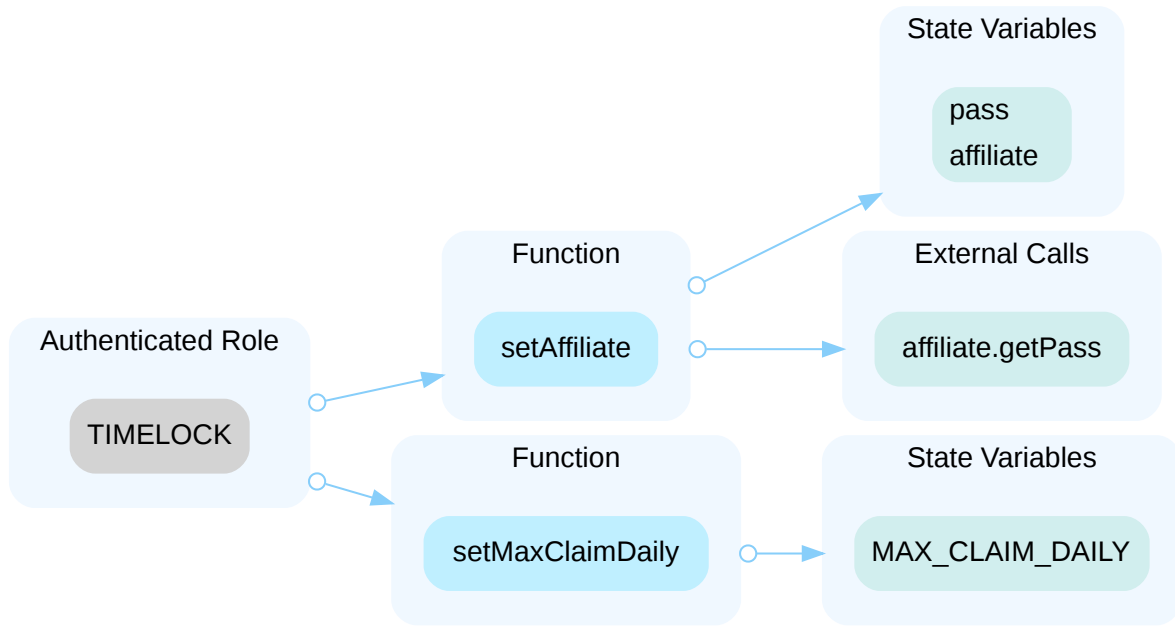 State Variables
pass
affiliate
Function
setAffiliate
External Calls
affiliate.getPass
Authenticated Role
TIMELOCK
Function
setMaxClaimDaily
State Variables
MAX_CLAIM_DAILY